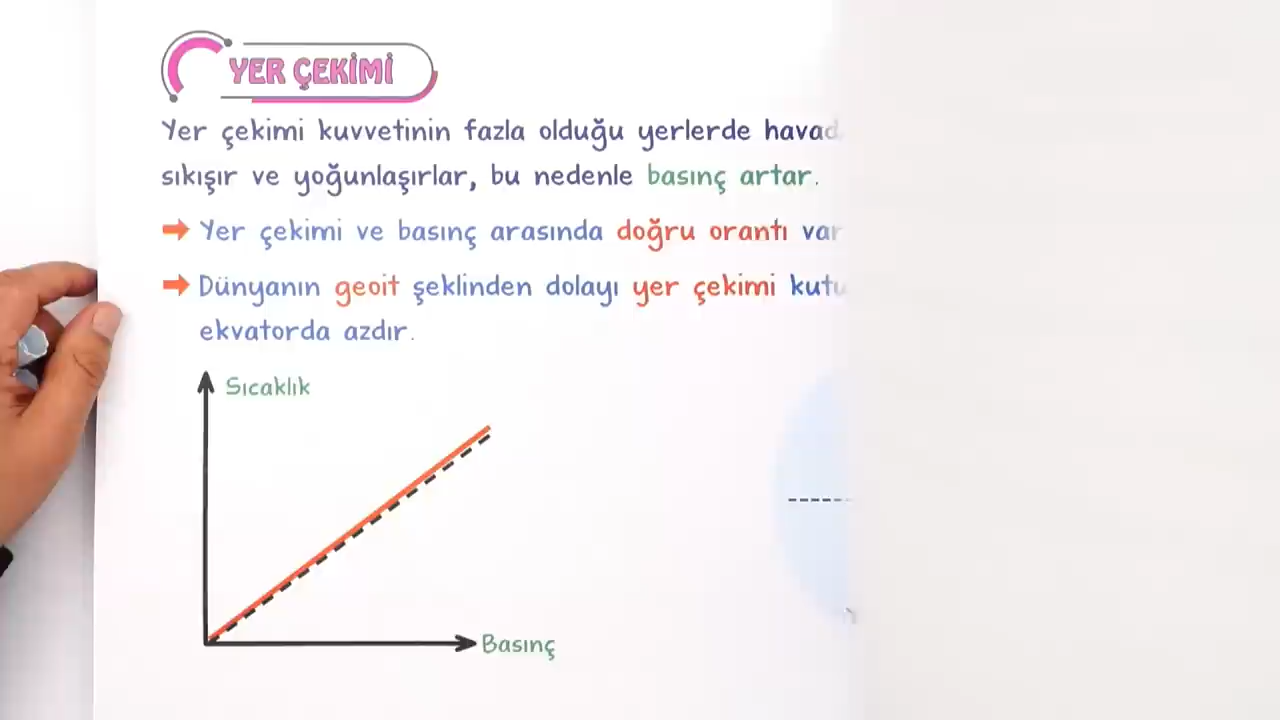 YER ÇEKİMİ
Yer çekimi kuvvetinin fazla olduğu yerlerde
sıkışır ve yoğunlaşırlar, bu nedenle basınç artar.
Yer çekimi ve basınç arasında doğru orantı
Dünyanın geoit şeklinden dolayı yer çekimi
ekvatorda azdır.
Sıcaklık
Basınç